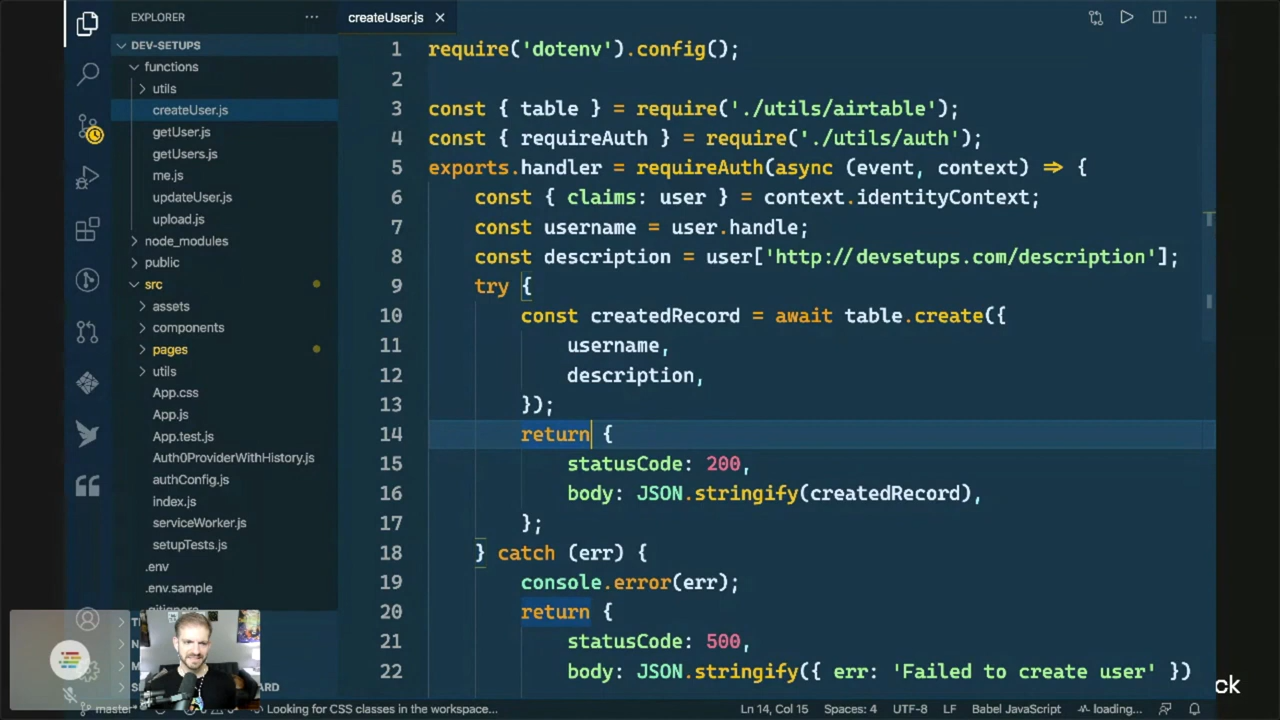 EXPLORER
DEV-SETUPS
functions
utils
createUser.js
getUser.js
getUsers.js
me.js
updateUser.js
upload.js
node_modules
public
src
assets
components
pages
utils
App.css
App.js
App.test.js
Auth0ProviderWithHistory.js
authConfig.js
index.js
serviceWorker.js
setupTests.js
.env
.env.sample
.gitignore
createUser.js
1 require('dotenv').config();
2
3 const { table } = require('./utils/airtable');
4 const { requireAuth } = require('./utils/auth');
5 exports.handler = requireAuth(async (event, context) => {
6 const { claims: user } = context.identityContext;
7 const username = user.handle;
8 const description = user['http://devsetups.com/description'];
9 try {
10 const createdRecord = await table.create({
11 username,
12 description,
13 });
14 return {
15 statusCode: 200,
16 body: JSON.stringify(createdRecord),
17 };
18 } catch (err) {
19 console.error(err);
20 return {
21 statusCode: 500,
22 body: JSON.stringify({ err: 'Failed to create user' })
ck
master* Looking for CSS classes in the workspace... Ln 14, Col 15 Spaces: 4 UTF-8 LF Babel JavaScript loading...